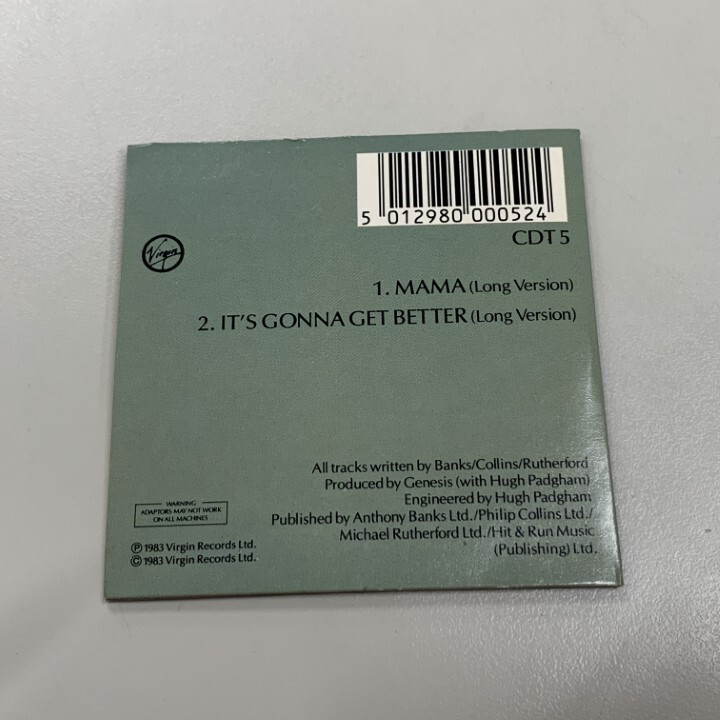 5 012980 000524
CDT 5
Virgin
1. MAMA (Long Version)
2. IT'S GONNA GET BETTER (Long Version)
All tracks written by Banks/Collins/Rutherford
Produced by Genesis (with Hugh Padgham)
Engineered by Hugh Padgham
Published by Anthony Banks Ltd./Philip Collins Ltd./
Michael Rutherford Ltd./Hit & Run Music
(Publishing) Ltd.
WARNING
ADAPTORS MAY NOT WORK
ON ALL MACHINES
℗ 1983 Virgin Records Ltd.
© 1983 Virgin Records Ltd.